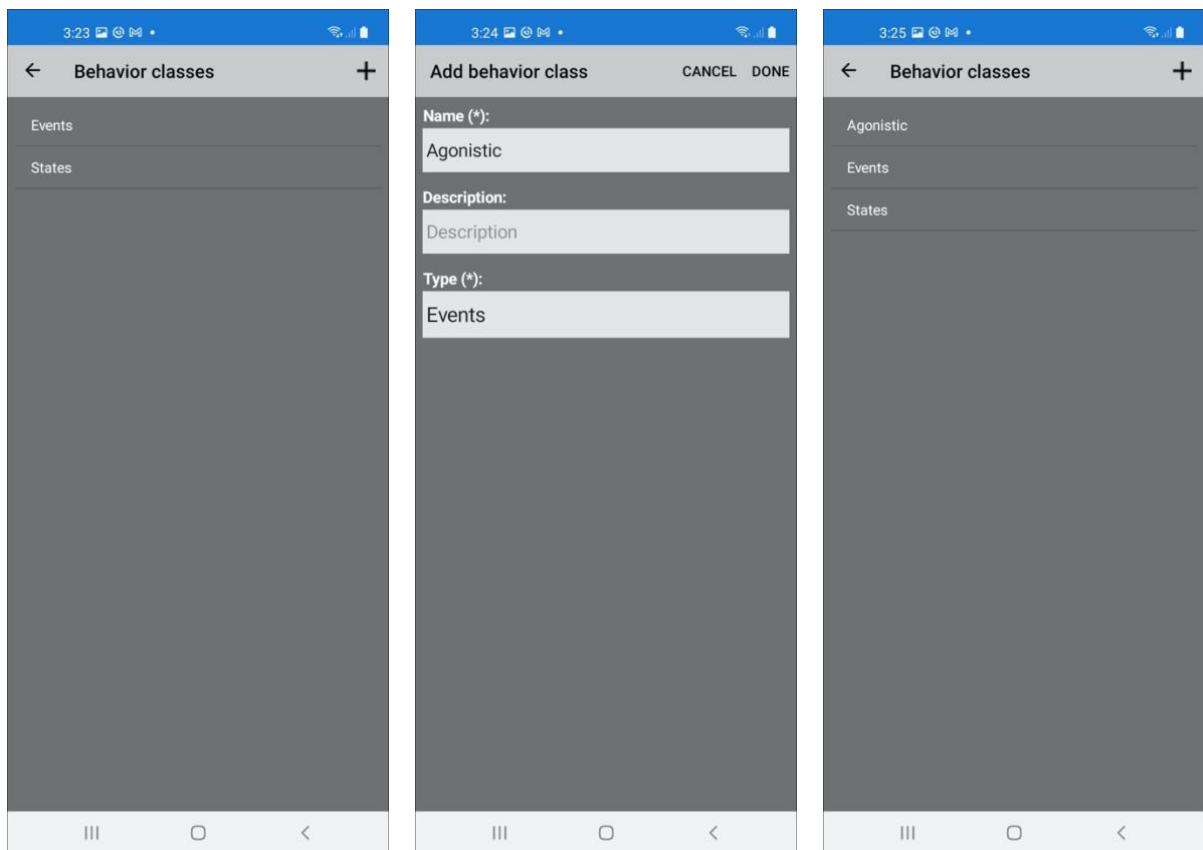 3:23
Behavior classes
Events
States
3:24
Add behavior class CANCEL DONE
Name (*):
Agonistic
Description:
Description
Type (*):
Events
3:25
Behavior classes
Agonistic
Events
States